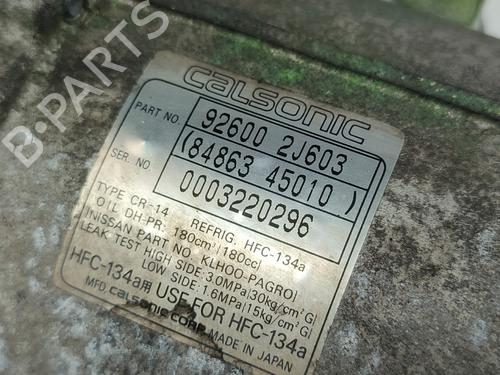 B-PARTS
CALSONIC
PART NO. 92600 2J603
(84863 45010)
SER. NO. 0003220296
TYPE CR-14 REFRIG. HFC-134a
OIL DH-PR: 180cm³(180cc)
(NISSAN PART NO. KLH00-PAGR0)
LEAK TEST HIGH SIDE: 3.0MPa(30kg/cm²G)
LOW SIDE: 1.6MPa(15kg/cm²G)
HFC-134a用 USE FOR HFC-134a
MFD CALSONIC CORP. MADE IN JAPAN